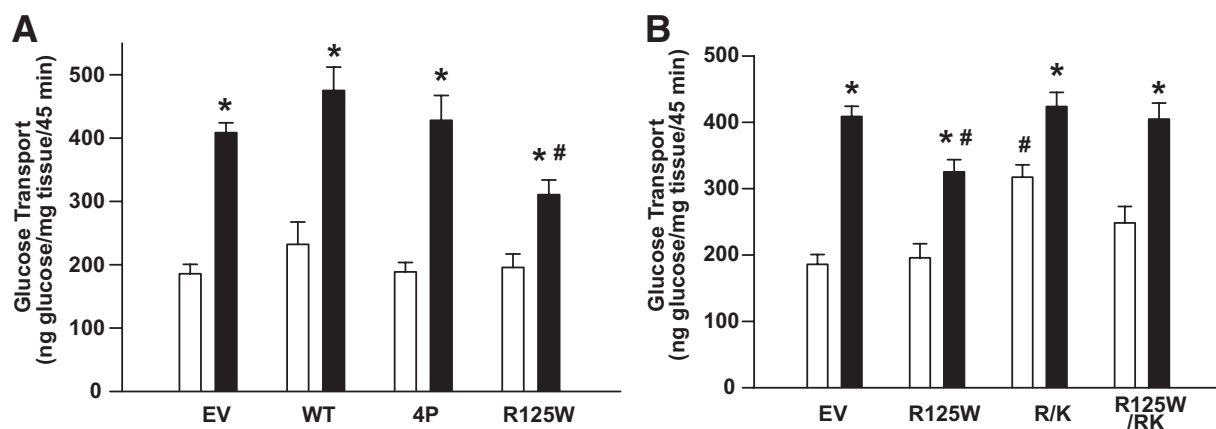 A
Glucose Transport
(ng glucose/mg tissue/45 min)
500
400
300
200
100
0
*
*
*
* #
EV WT 4P R125W
B
Glucose Transport
(ng glucose/mg tissue/45 min)
500
400
300
200
100
0
*
* #
#
*
*
EV R125W R/K R125W
/RK